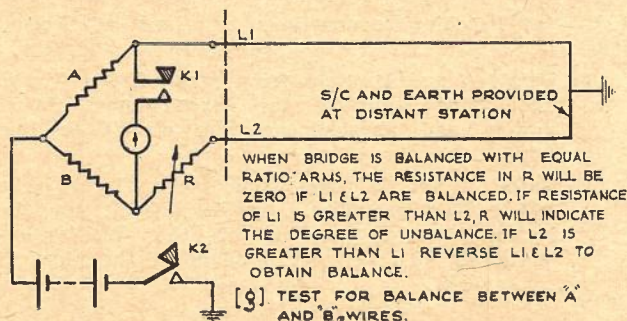 L1
A
K1
S/C AND EARTH PROVIDED
AT DISTANT STATION
L2
B
R
WHEN BRIDGE IS BALANCED WITH EQUAL
RATIO ARMS, THE RESISTANCE IN R WILL BE
ZERO IF L1 & L2 ARE BALANCED. IF RESISTANCE
OF L1 IS GREATER THAN L2, R WILL INDICATE
THE DEGREE OF UNBALANCE. IF L2 IS
GREATER THAN L1 REVERSE L1 & L2 TO
OBTAIN BALANCE.
K2
[g] TEST FOR BALANCE BETWEEN "A"
AND "B" WIRES.